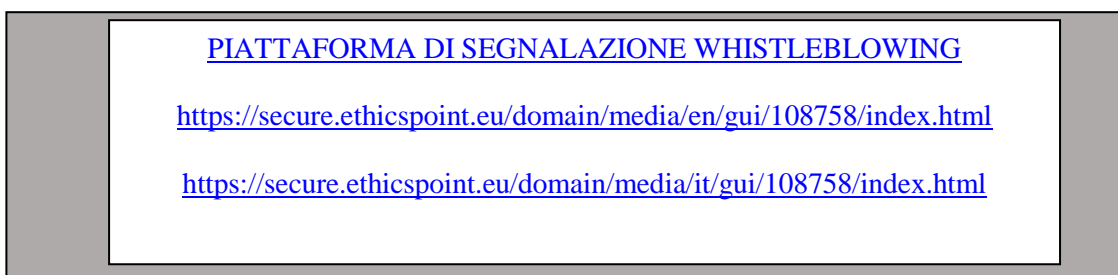 PIATTAFORMA DI SEGNALAZIONE WHISTLEBLOWING
https://secure.ethicspoint.eu/domain/media/en/gui/108758/index.html
https://secure.ethicspoint.eu/domain/media/it/gui/108758/index.html